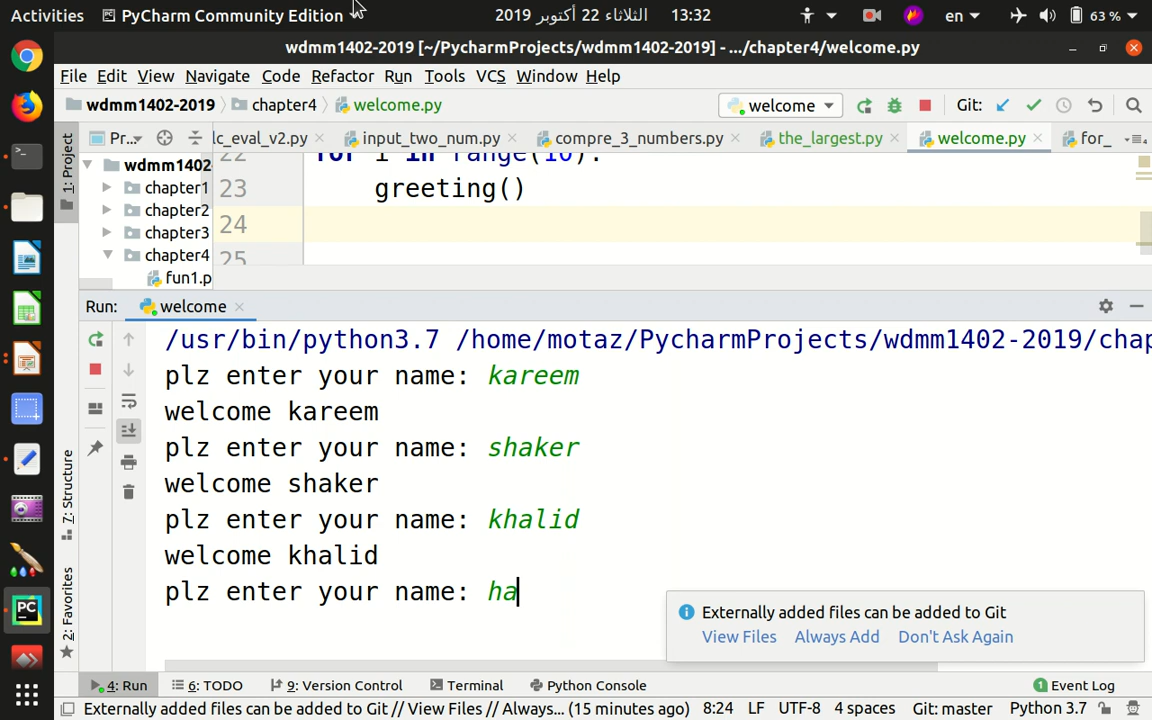 Activities PyCharm Community Edition الثلاثاء 22 أكتوبر 2019 13:32 en 63 %
wdmm1402-2019 [~/PycharmProjects/wdmm1402-2019] - .../chapter4/welcome.py
File Edit View Navigate Code Refactor Run Tools VCS Window Help
wdmm1402-2019 chapter4 welcome.py welcome Git:
1: Project Pr... lc_eval_v2.py input_two_num.py compre_3_numbers.py the_largest.py welcome.py for_
wdmm1402 22 for i in range(10):
chapter1 23 greeting()
chapter2
chapter3 24
chapter4 25
fun1.p
Run: welcome
/usr/bin/python3.7 /home/motaz/PycharmProjects/wdmm1402-2019/chap
plz enter your name: kareem
welcome kareem
plz enter your name: shaker
welcome shaker
plz enter your name: khalid
welcome khalid
plz enter your name: ha
7: Structure
2: Favorites
Externally added files can be added to Git
View Files Always Add Don't Ask Again
4: Run 6: TODO 9: Version Control Terminal Python Console 1 Event Log
Externally added files can be added to Git // View Files // Always... (15 minutes ago) 8:24 LF UTF-8 4 spaces Git: master Python 3.7